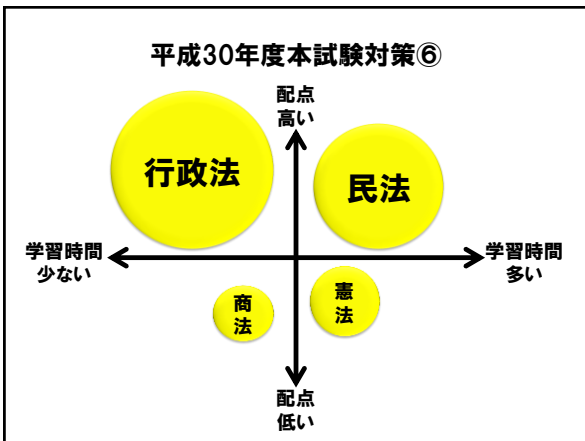 平成30年度本試験対策⑥
配点
高い
行政法
民法
学習時間
少ない
学習時間
多い
商
法
憲
法
配点
低い